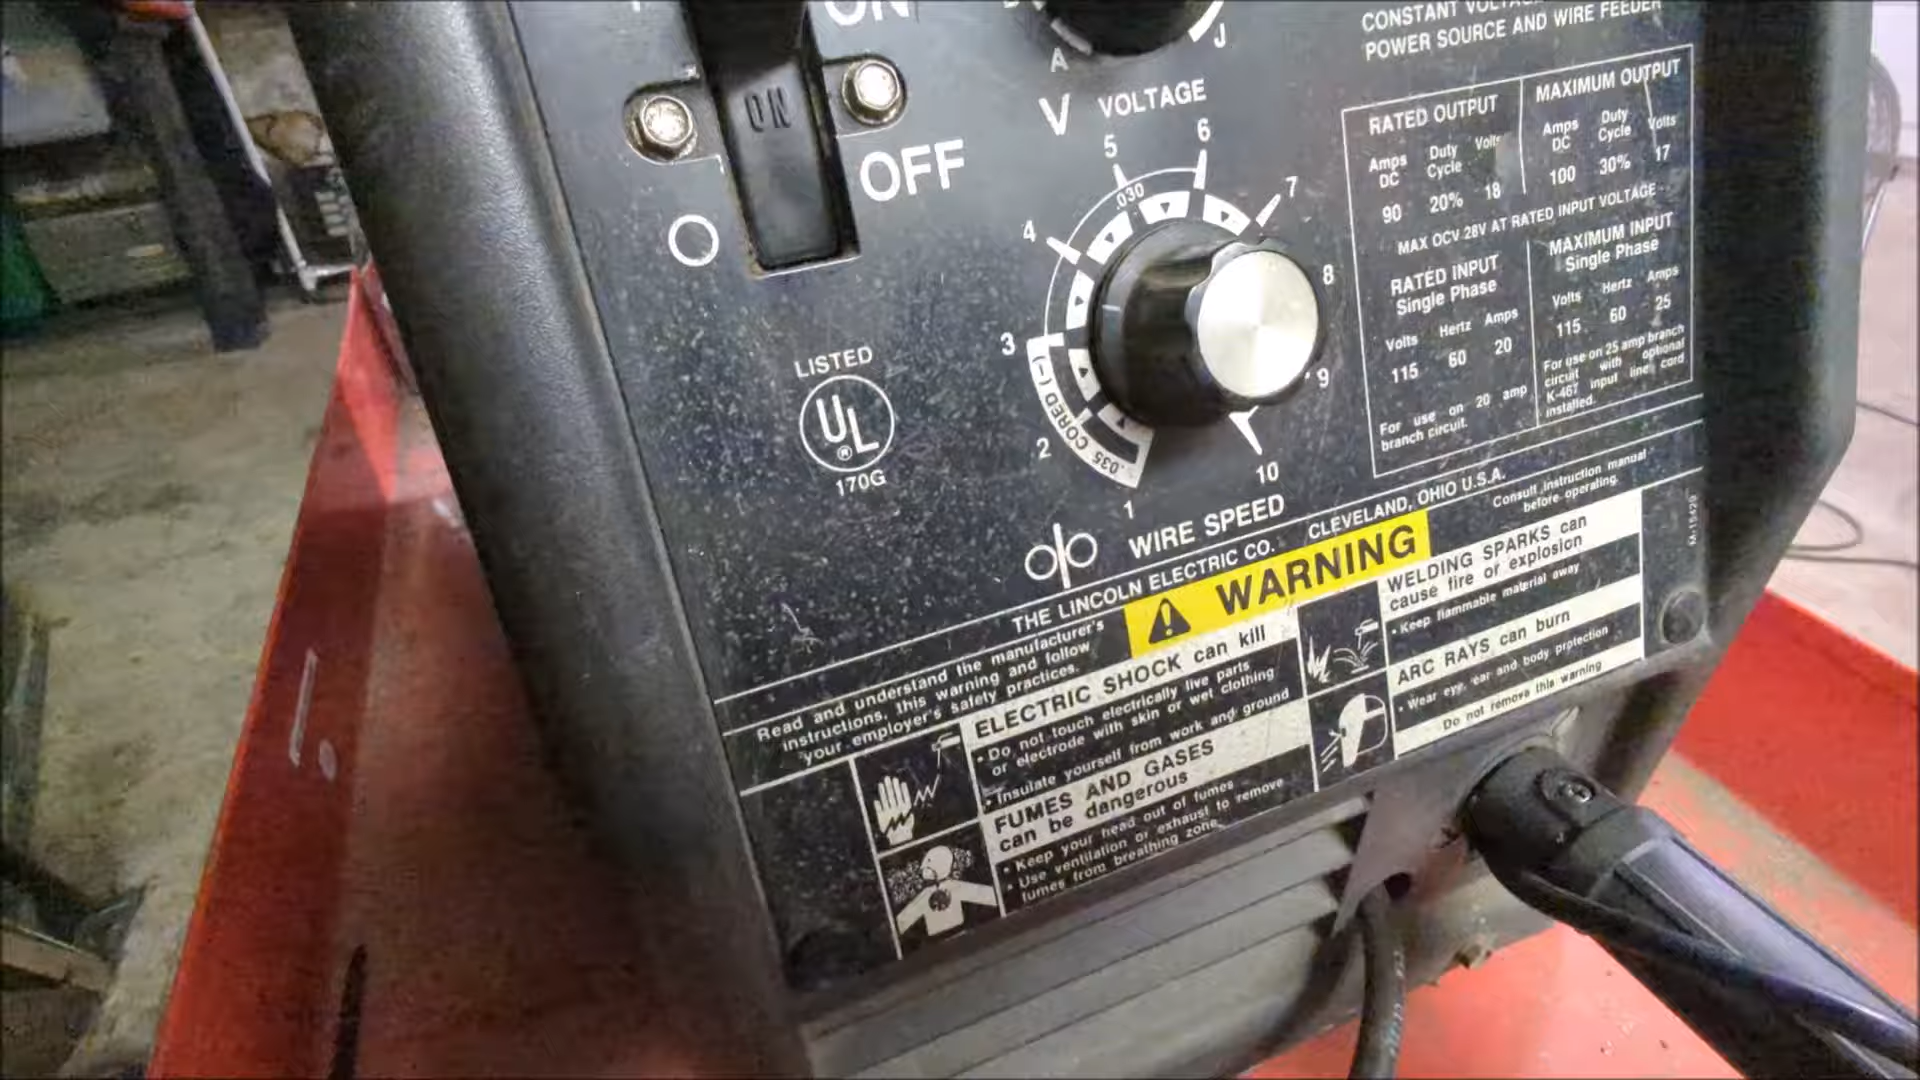 ON
ON
OFF
A
J
V VOLTAGE
CONSTANT VOLTAGE
POWER SOURCE AND WIRE FEEDER
RATED OUTPUT
Amps DC Duty Cycle Volts
90 20% 18
MAXIMUM OUTPUT
Amps DC Duty Cycle Volts
100 30% 17
MAX OCV 28V AT RATED INPUT VOLTAGE
RATED INPUT
Single Phase
Volts Hertz Amps
115 60 20
For use on 20 amp
branch circuit.
MAXIMUM INPUT
Single Phase
Volts Hertz Amps
115 60 25
For use on 25 amp branch
circuit with optional
K-467 input line cord
installed.
1
2
3
4
5
6
7
8
9
10
.030
.035 CORED (-)
WIRE SPEED
LISTED
UL
®
170G
THE LINCOLN ELECTRIC CO. CLEVELAND, OHIO U.S.A.
Read and understand the manufacturer's
instructions, this warning and follow
your employer's safety practices.
WARNING
Consult instruction manual
before operating.
ELECTRIC SHOCK can kill
• Do not touch electrically live parts
or electrode with skin or wet clothing
• Insulate yourself from work and ground
FUMES AND GASES
can be dangerous
• Keep your head out of fumes
• Use ventilation or exhaust to remove
fumes from breathing zone.
WELDING SPARKS can
cause fire or explosion
• Keep flammable material away
ARC RAYS can burn
• Wear eye, ear and body protection
Do not remove this warning